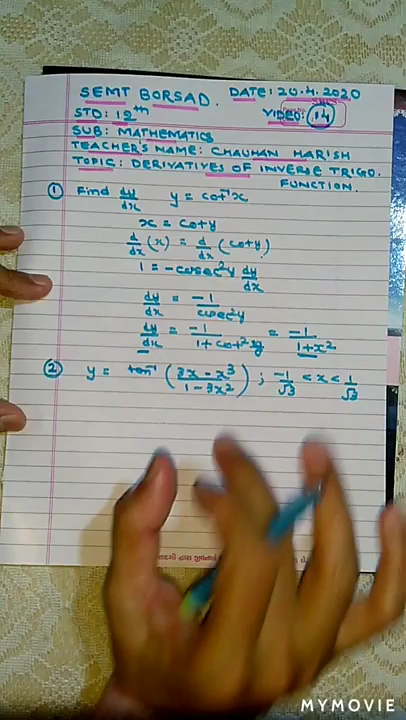 SEMT BORSAD. DATE: 20.4.2020
STD: 12th VIDEO: 14
SUB: MATHEMATICS
TEACHER'S NAME: CHAUHAN HARISH
TOPIC: DERIVATIVES OF INVERSE TRIGO.
FUNCTION.
① Find dy/dx y = cot⁻¹x
x = cot y
d/dx (x) = d/dx (cot y)
1 = -cosec²y dy/dx
dy/dx = -1/cosec²y
dy/dx = -1/1+cot²y = -1/1+x²
② y = tan⁻¹ (3x - x³/1 - 3x²) ; -1/√3 < x < 1/√3
MYMOVIE